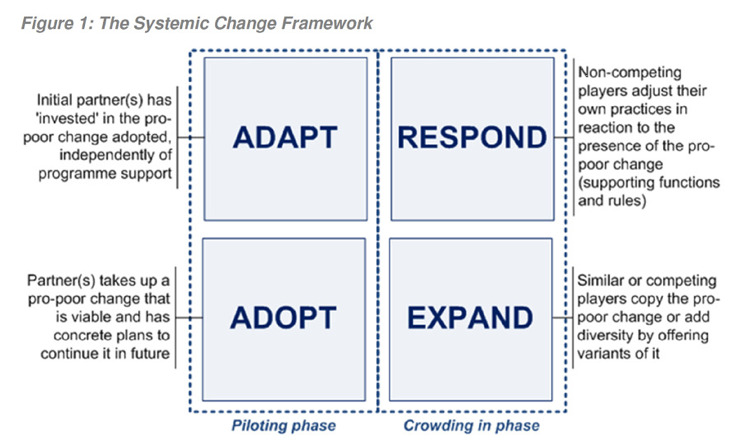 Figure 1: The Systemic Change Framework
Initial partner(s) has
'invested' in the pro-
poor change adopted,
independently of
programme support
ADAPT
RESPOND
Non-competing
players adjust their
own practices in
reaction to the
presence of the pro-
poor change
(supporting functions
and rules)
Partner(s) takes up a
pro-poor change that
is viable and has
concrete plans to
continue it in future
ADOPT
EXPAND
Similar or competing
players copy the pro-
poor change or add
diversity by offering
variants of it
Piloting phase
Crowding in phase